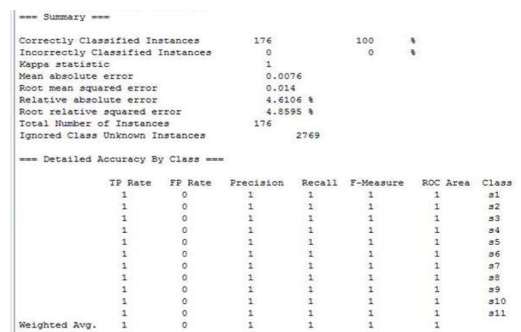 === Summary ===
Correctly Classified Instances 176 100 %
Incorrectly Classified Instances 0 0 %
Kappa statistic 1
Mean absolute error 0.0076
Root mean squared error 0.014
Relative absolute error 4.6106 %
Root relative squared error 4.8595 %
Total Number of Instances 176
Ignored Class Unknown Instances 2769
=== Detailed Accuracy By Class ===
TP Rate FP Rate Precision Recall F-Measure ROC Area Class
1 0 1 1 1 1 s1
1 0 1 1 1 1 s2
1 0 1 1 1 1 s3
1 0 1 1 1 1 s4
1 0 1 1 1 1 s5
1 0 1 1 1 1 s6
1 0 1 1 1 1 s7
1 0 1 1 1 1 s8
1 0 1 1 1 1 s9
1 0 1 1 1 1 s10
1 0 1 1 1 1 s11
Weighted Avg. 1 0 1 1 1 1